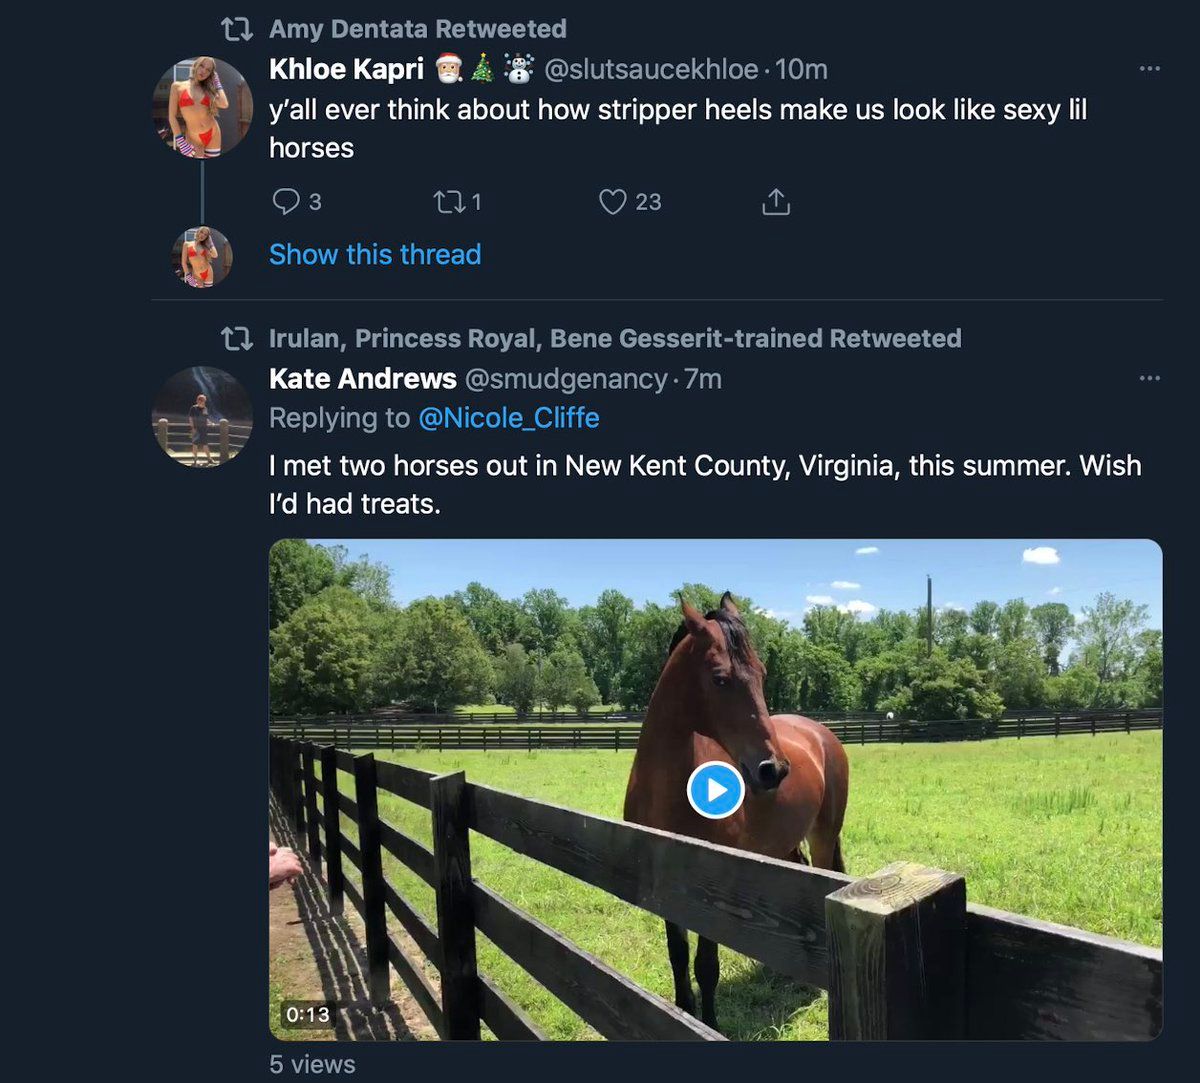 Amy Dentata Retweeted
Khloe Kapri 🎅🎄☃️ @slutsaucekhloe · 10m
y’all ever think about how stripper heels make us look like sexy lil
horses
3 1 23
Show this thread
Irulan, Princess Royal, Bene Gesserit-trained Retweeted
Kate Andrews @smudgenancy · 7m
Replying to @Nicole_Cliffe
I met two horses out in New Kent County, Virginia, this summer. Wish
I’d had treats.
0:13
5 views